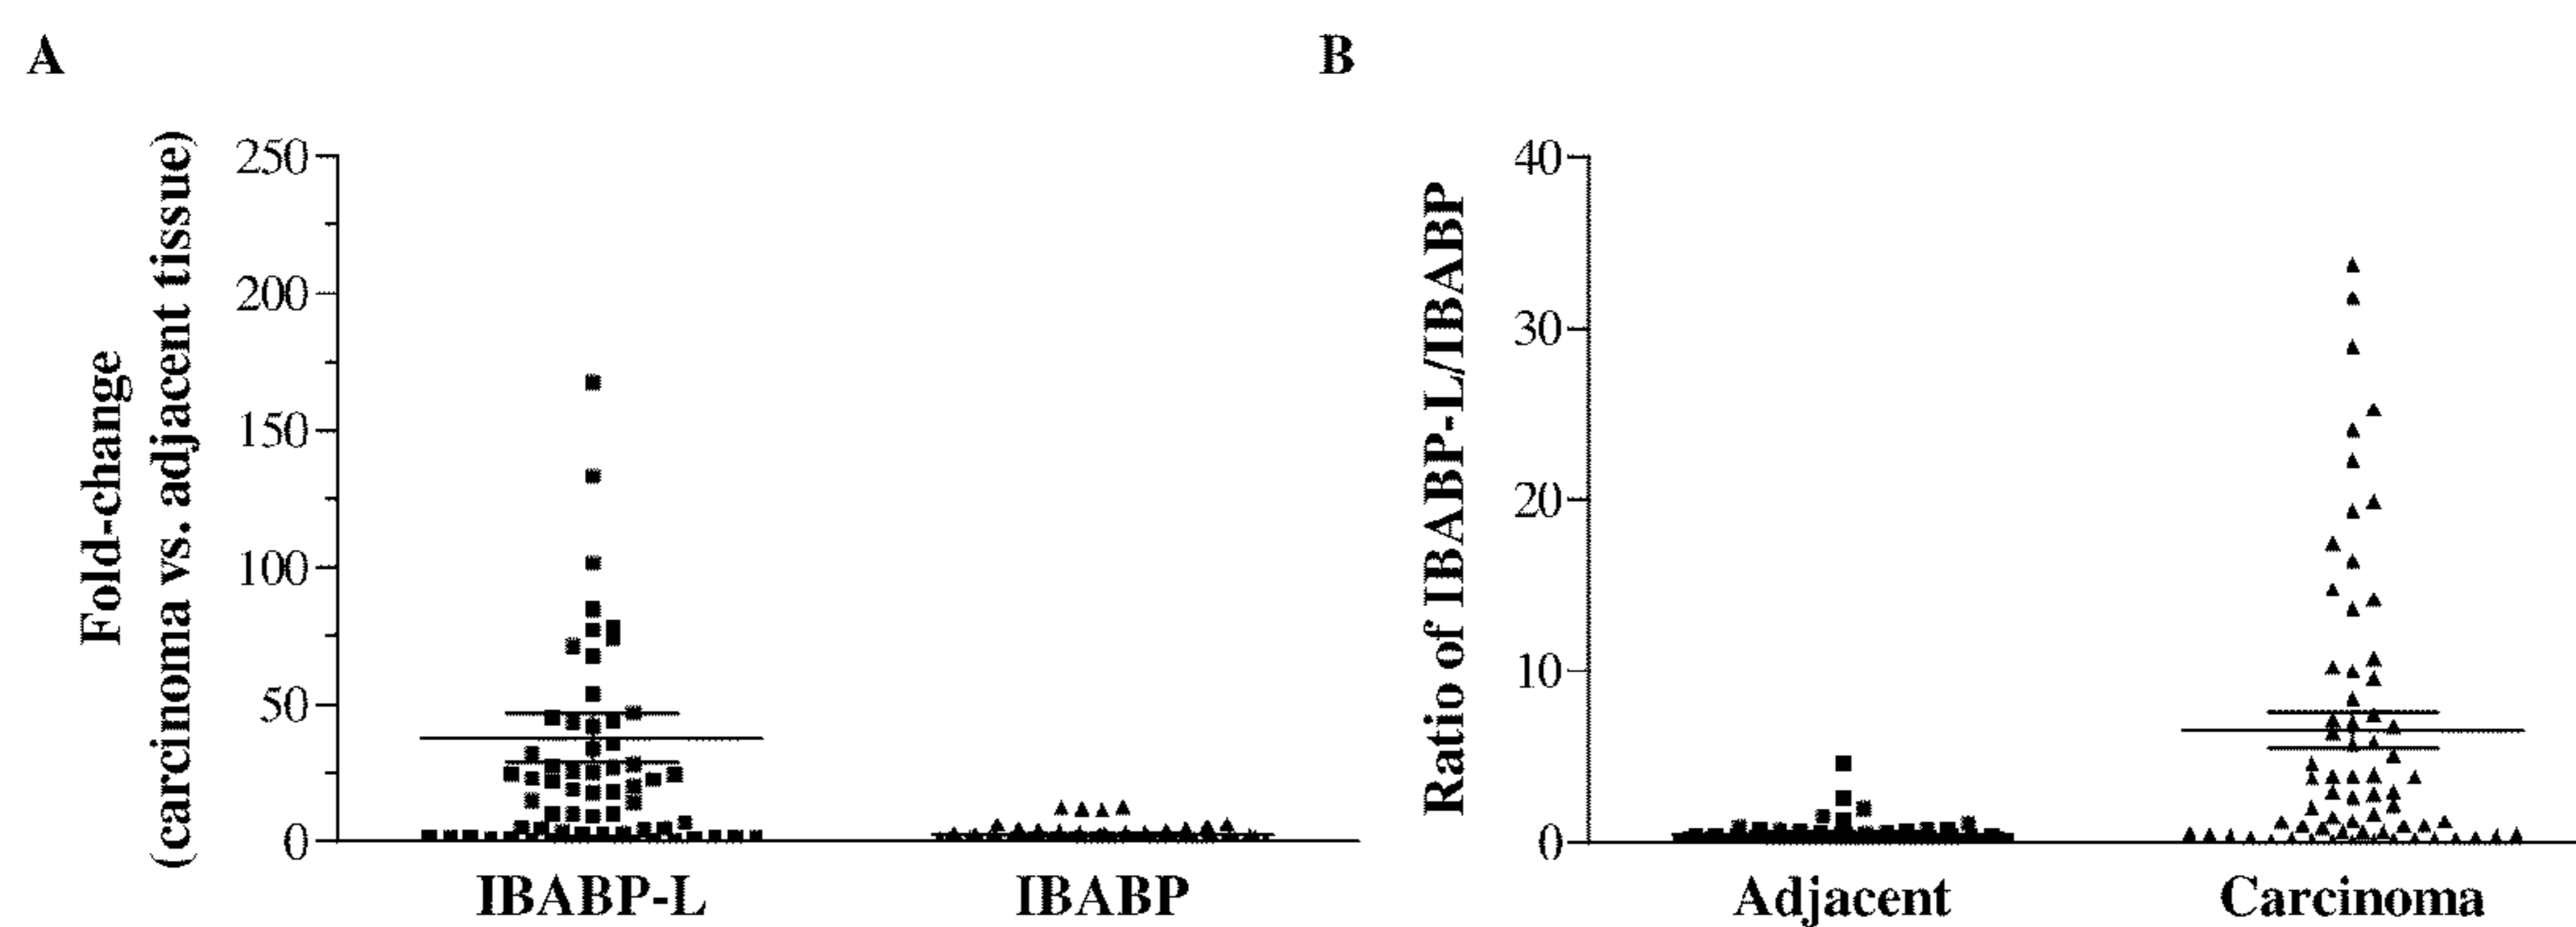 A
Fold-change
(carcinoma vs. adjacent tissue)
250
200
150
100
50
0
IBABP-L
IBABP
B
Ratio of IBABP-L/IBABP
40
30
20
10
0
Adjacent
Carcinoma